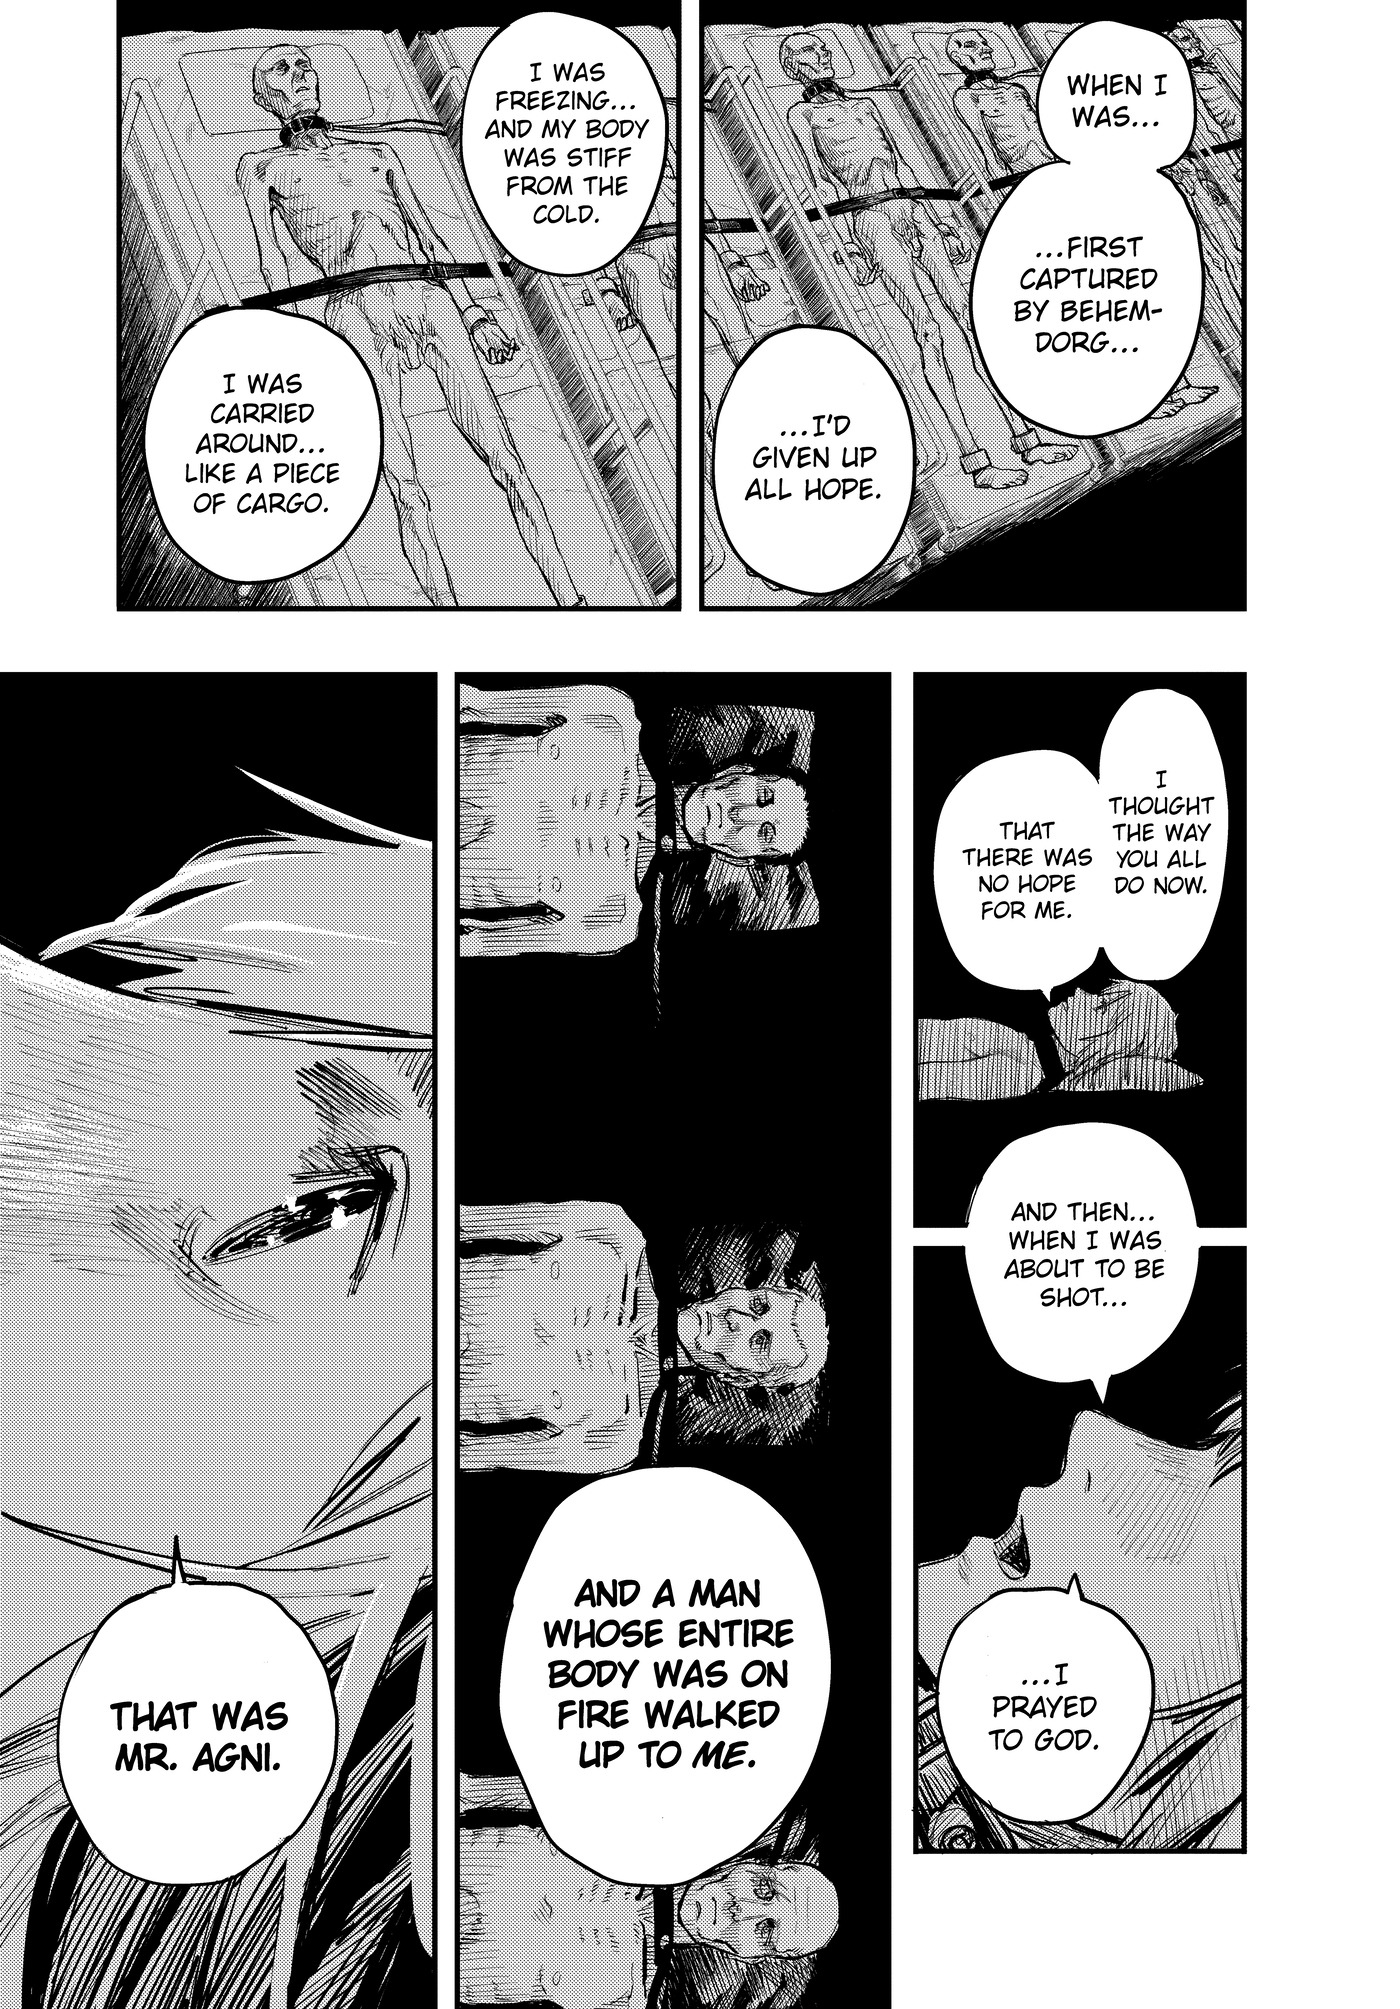 WHEN I
WAS...
...FIRST
CAPTURED
BY BEHEM-
DORG...
...I'D
GIVEN UP
ALL HOPE.
I WAS
FREEZING...
AND MY BODY
WAS STIFF
FROM THE
COLD.
I WAS
CARRIED
AROUND...
LIKE A PIECE
OF CARGO.
I
THOUGHT
THE WAY
YOU ALL
DO NOW.
THAT
THERE WAS
NO HOPE
FOR ME.
AND THEN...
WHEN I WAS
ABOUT TO BE
SHOT...
...I
PRAYED
TO GOD.
AND A MAN
WHOSE ENTIRE
BODY WAS ON
FIRE WALKED
UP TO ME.
THAT WAS
MR. AGNI.